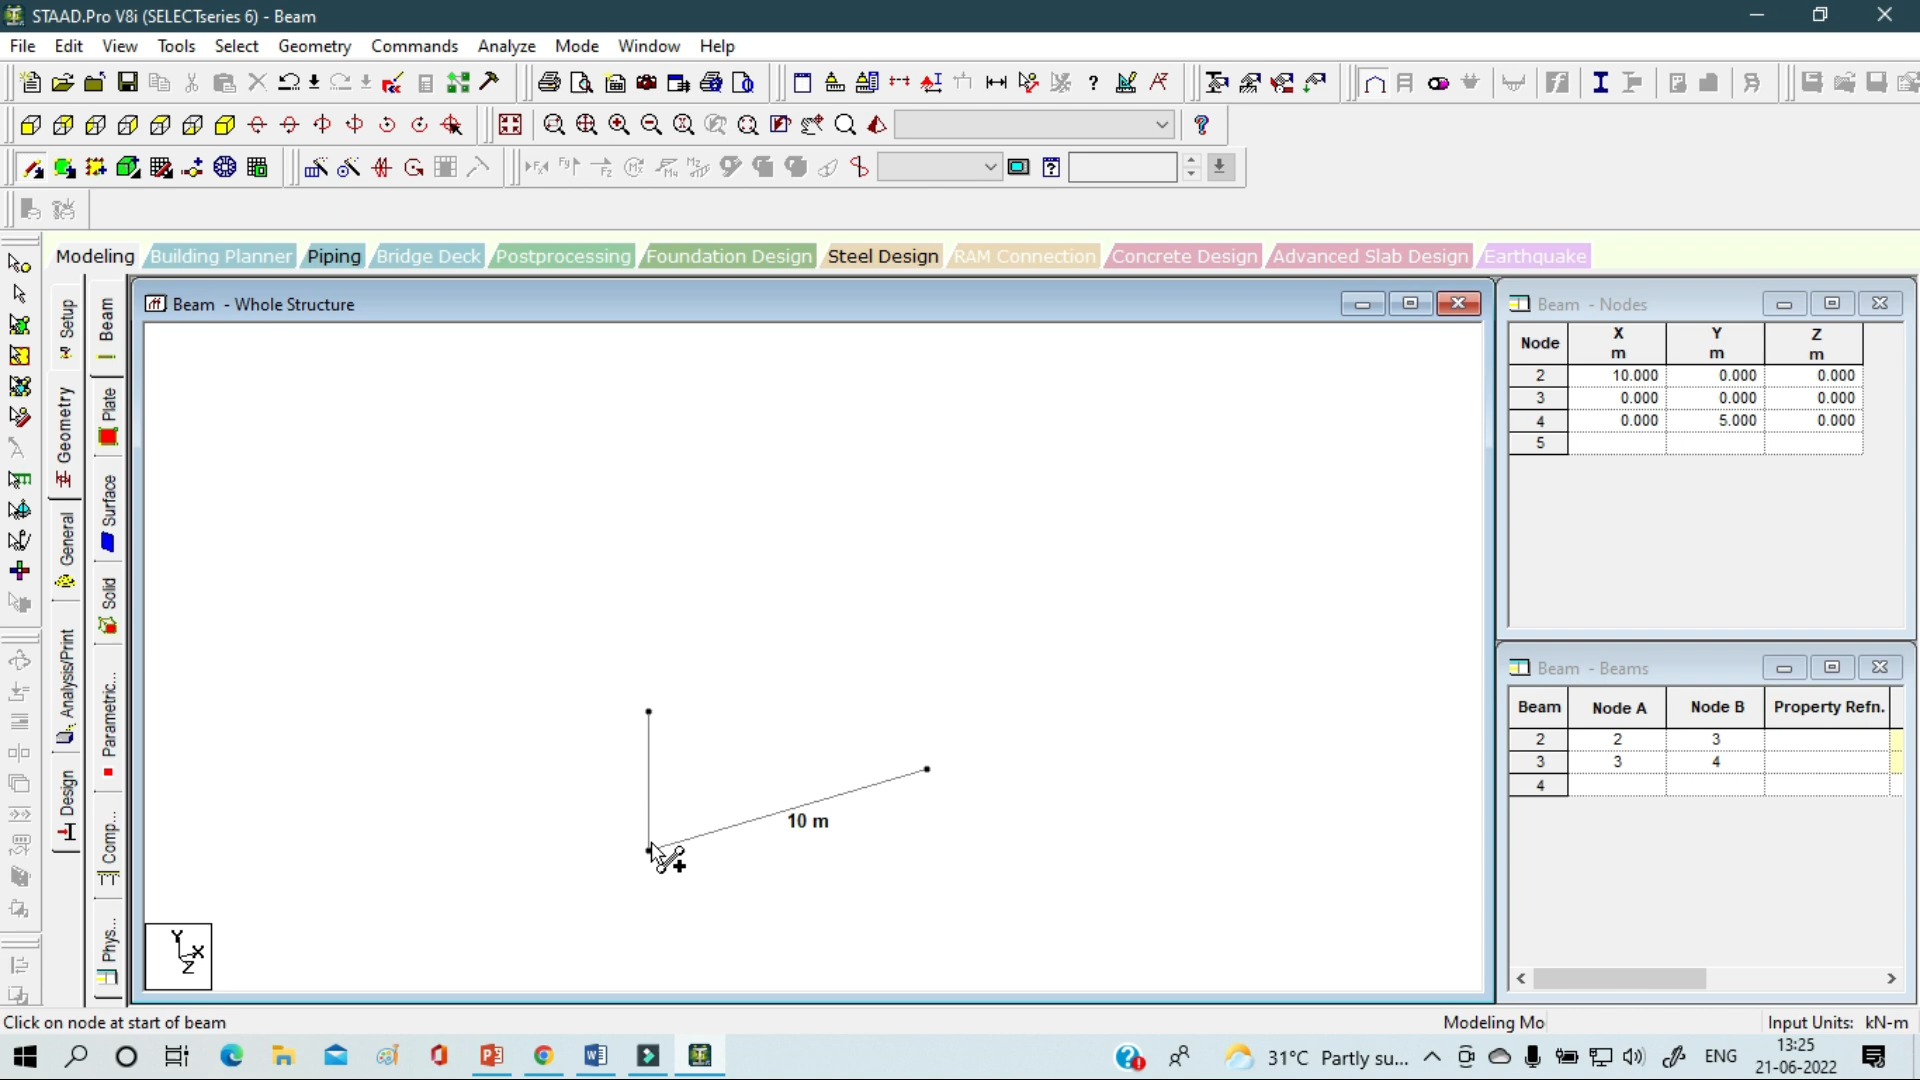 STAAD.Pro V8i (SELECTseries 6) - Beam
File Edit View Tools Select Geometry Commands Analyze Mode Window Help
Modeling Building Planner Piping Bridge Deck Postprocessing Foundation Design Steel Design RAM Connection Concrete Design Advanced Slab Design Earthquake
Setup
Geometry
General
Analysis/Print
Design
Beam
Plate
Surface
Solid
Parametric...
Comp...
Phys...
Beam - Whole Structure
10 m
Y
X
Z
Beam - Nodes
Node X m Y m Z m
2 10.000 0.000 0.000
3 0.000 0.000 0.000
4 0.000 5.000 0.000
5
Beam - Beams
Beam Node A Node B Property Refn.
2 2 3
3 3 4
4
Click on node at start of beam
Modeling Mo
Input Units: kN-m
31°C Partly su...
ENG
13:25
21-06-2022